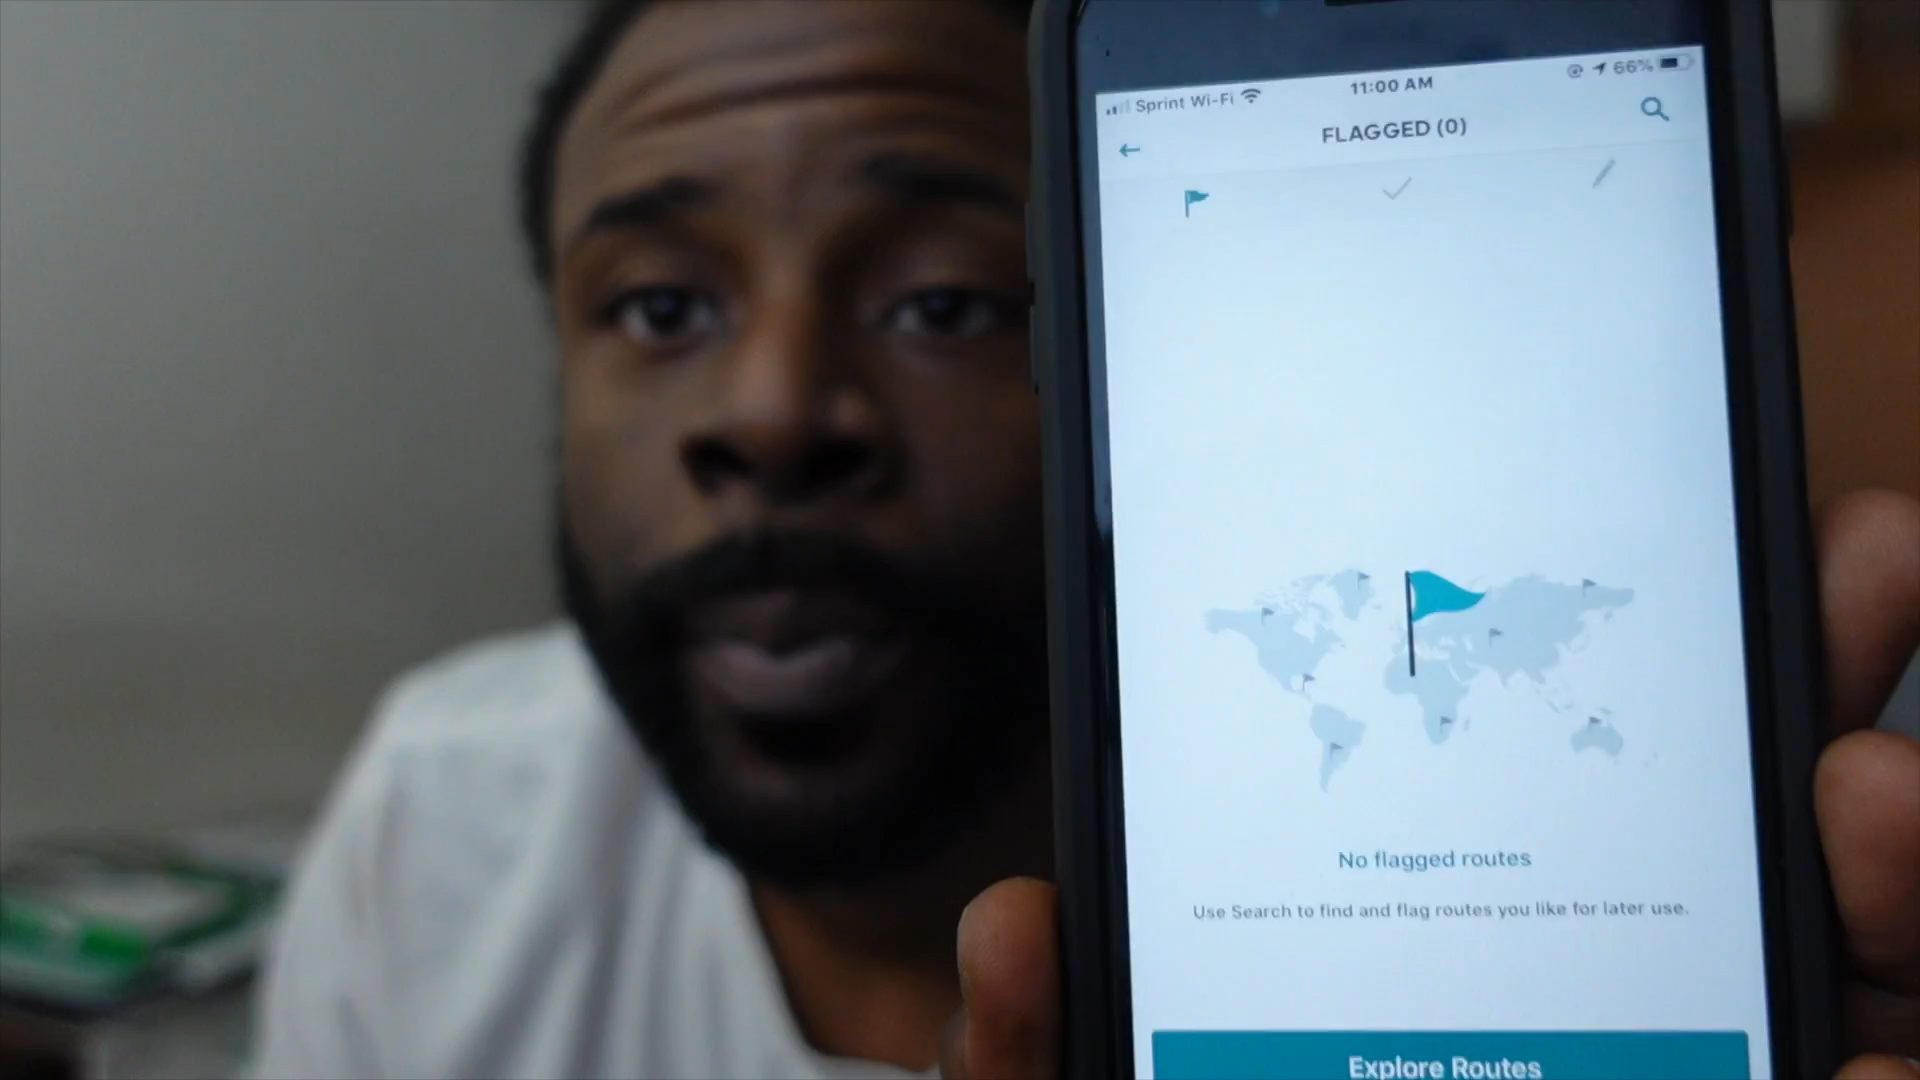 Sprint Wi-Fi 11:00 AM 66%
FLAGGED (0)
No flagged routes
Use Search to find and flag routes you like for later use.
Explore Routes